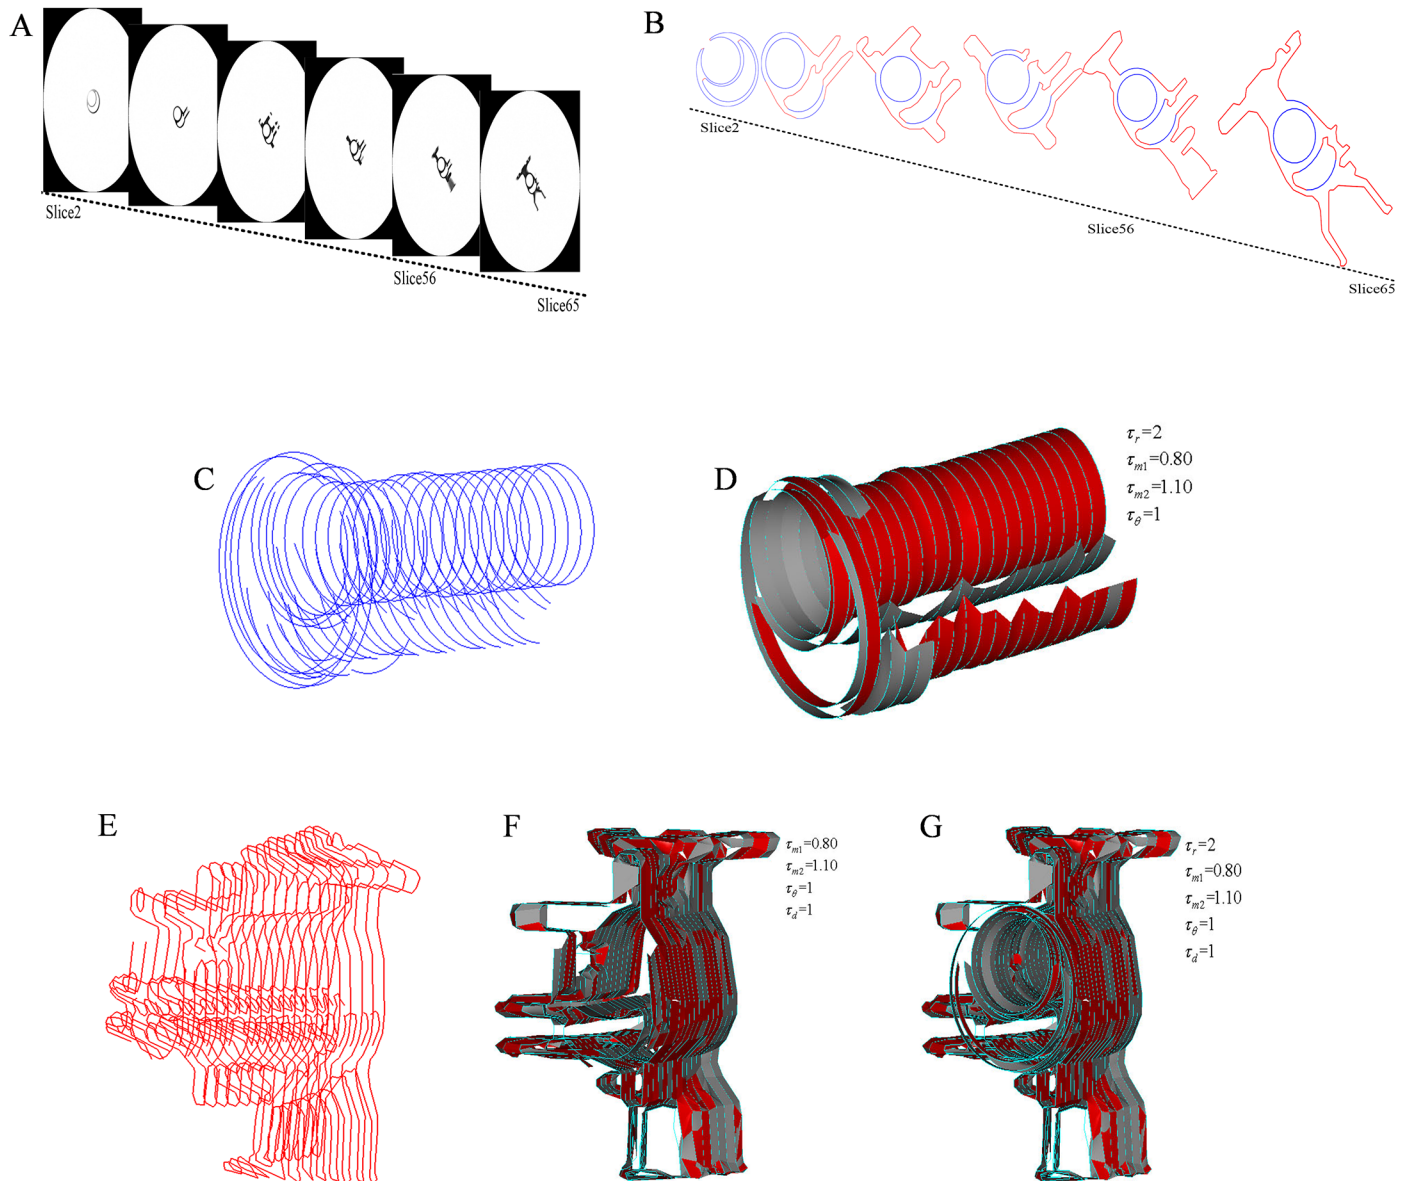 A
Slice2
Slice56
Slice65
B
Slice2
Slice56
Slice65
C
D
τr=2
τm1=0.80
τm2=1.10
τθ=1
E
F
τm1=0.80
τm2=1.10
τθ=1
τd=1
G
τr=2
τm1=0.80
τm2=1.10
τθ=1
τd=1